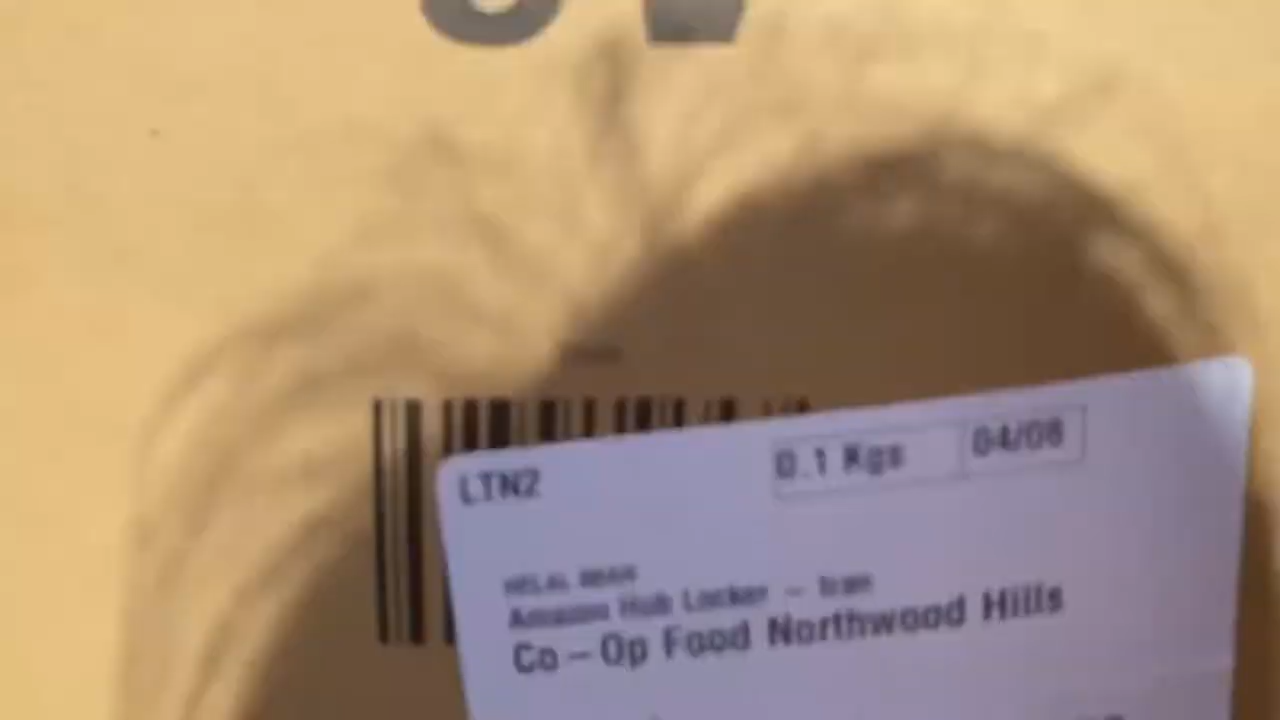 LTN2 0.1 Kgs 04/08
Amazon Hub Locker –
Co-Op Food Northwood Hills